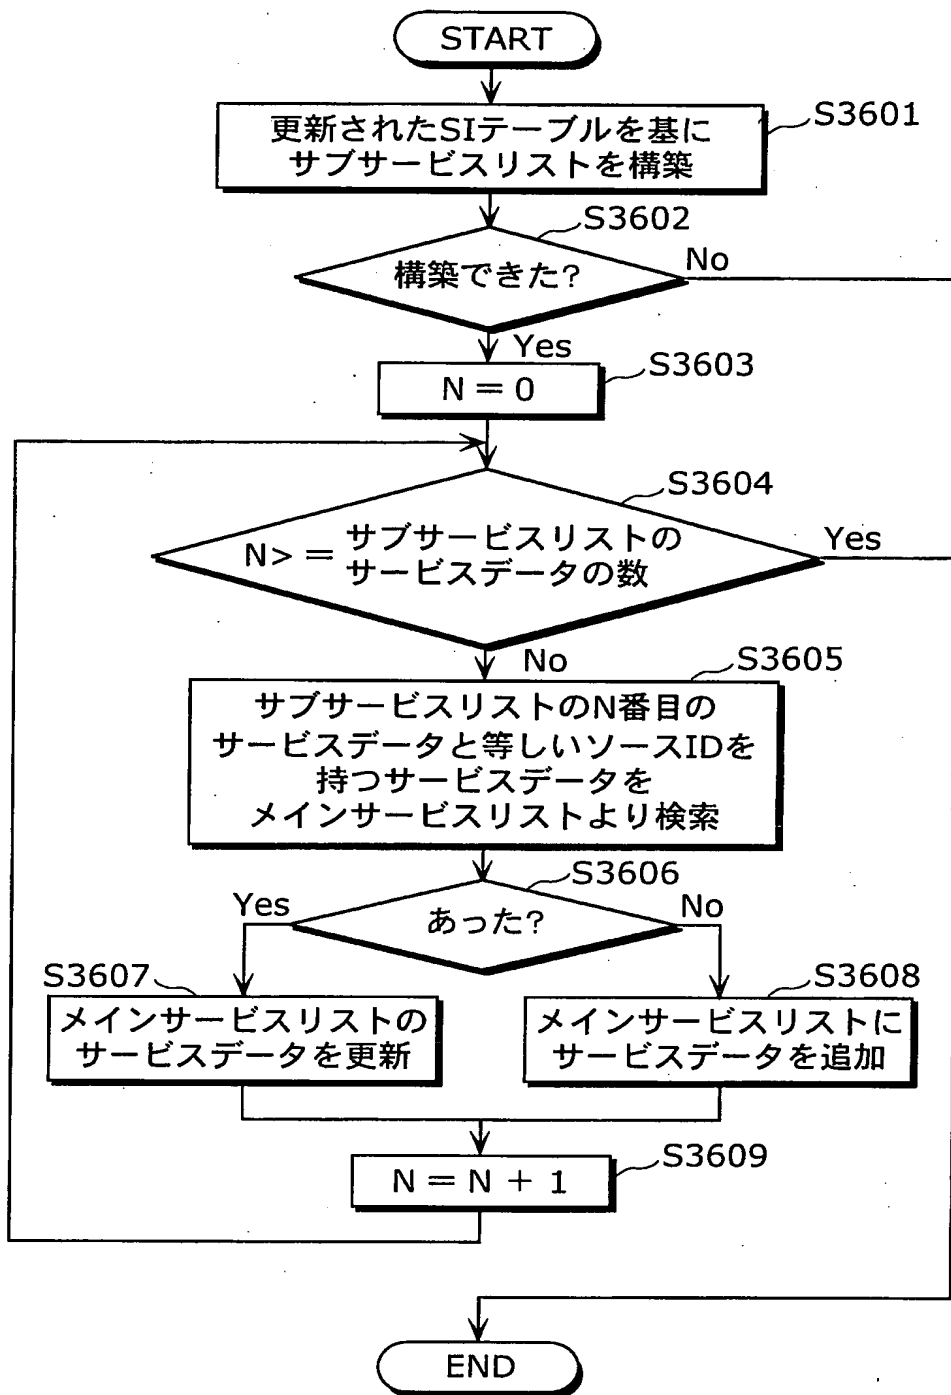 START
更新されたSIテーブルを基に
サブサービスリストを構築
S3601
S3602
構築できた?
No
Yes
S3603
N = 0
S3604
N> =
サブサービスリストの
サービスデータの数
Yes
No
S3605
サブサービスリストのN番目の
サービスデータと等しいソースIDを
持つサービスデータを
メインサービスリストより検索
S3606
Yes
あった?
No
S3607
メインサービスリストの
サービスデータを更新
S3608
メインサービスリストに
サービスデータを追加
S3609
N = N + 1
END